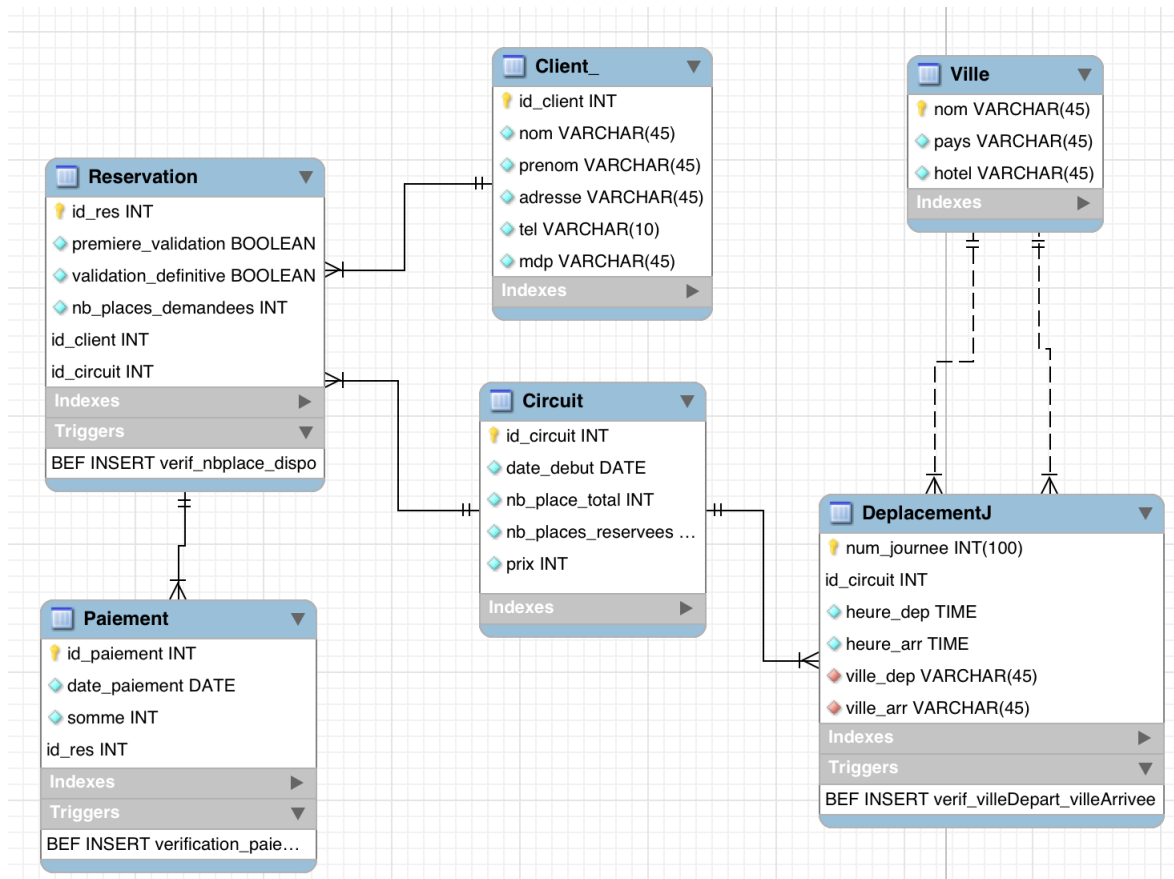 Client_
id_client INT
nom VARCHAR(45)
prenom VARCHAR(45)
adresse VARCHAR(45)
tel VARCHAR(10)
mdp VARCHAR(45)
Indexes
Ville
nom VARCHAR(45)
pays VARCHAR(45)
hotel VARCHAR(45)
Indexes
Reservation
id_res INT
premiere_validation BOOLEAN
validation_definitive BOOLEAN
nb_places_demandees INT
id_client INT
id_circuit INT
Indexes
Triggers
BEF INSERT verif_nbplace_dispo
Circuit
id_circuit INT
date_debut DATE
nb_place_total INT
nb_places_reservees ...
prix INT
Indexes
DeplacementJ
num_journee INT(100)
id_circuit INT
heure_dep TIME
heure_arr TIME
ville_dep VARCHAR(45)
ville_arr VARCHAR(45)
Indexes
Triggers
BEF INSERT verif_villeDepart_villeArrivee
Paiement
id_paiement INT
date_paiement DATE
somme INT
id_res INT
Indexes
Triggers
BEF INSERT verification_paie...